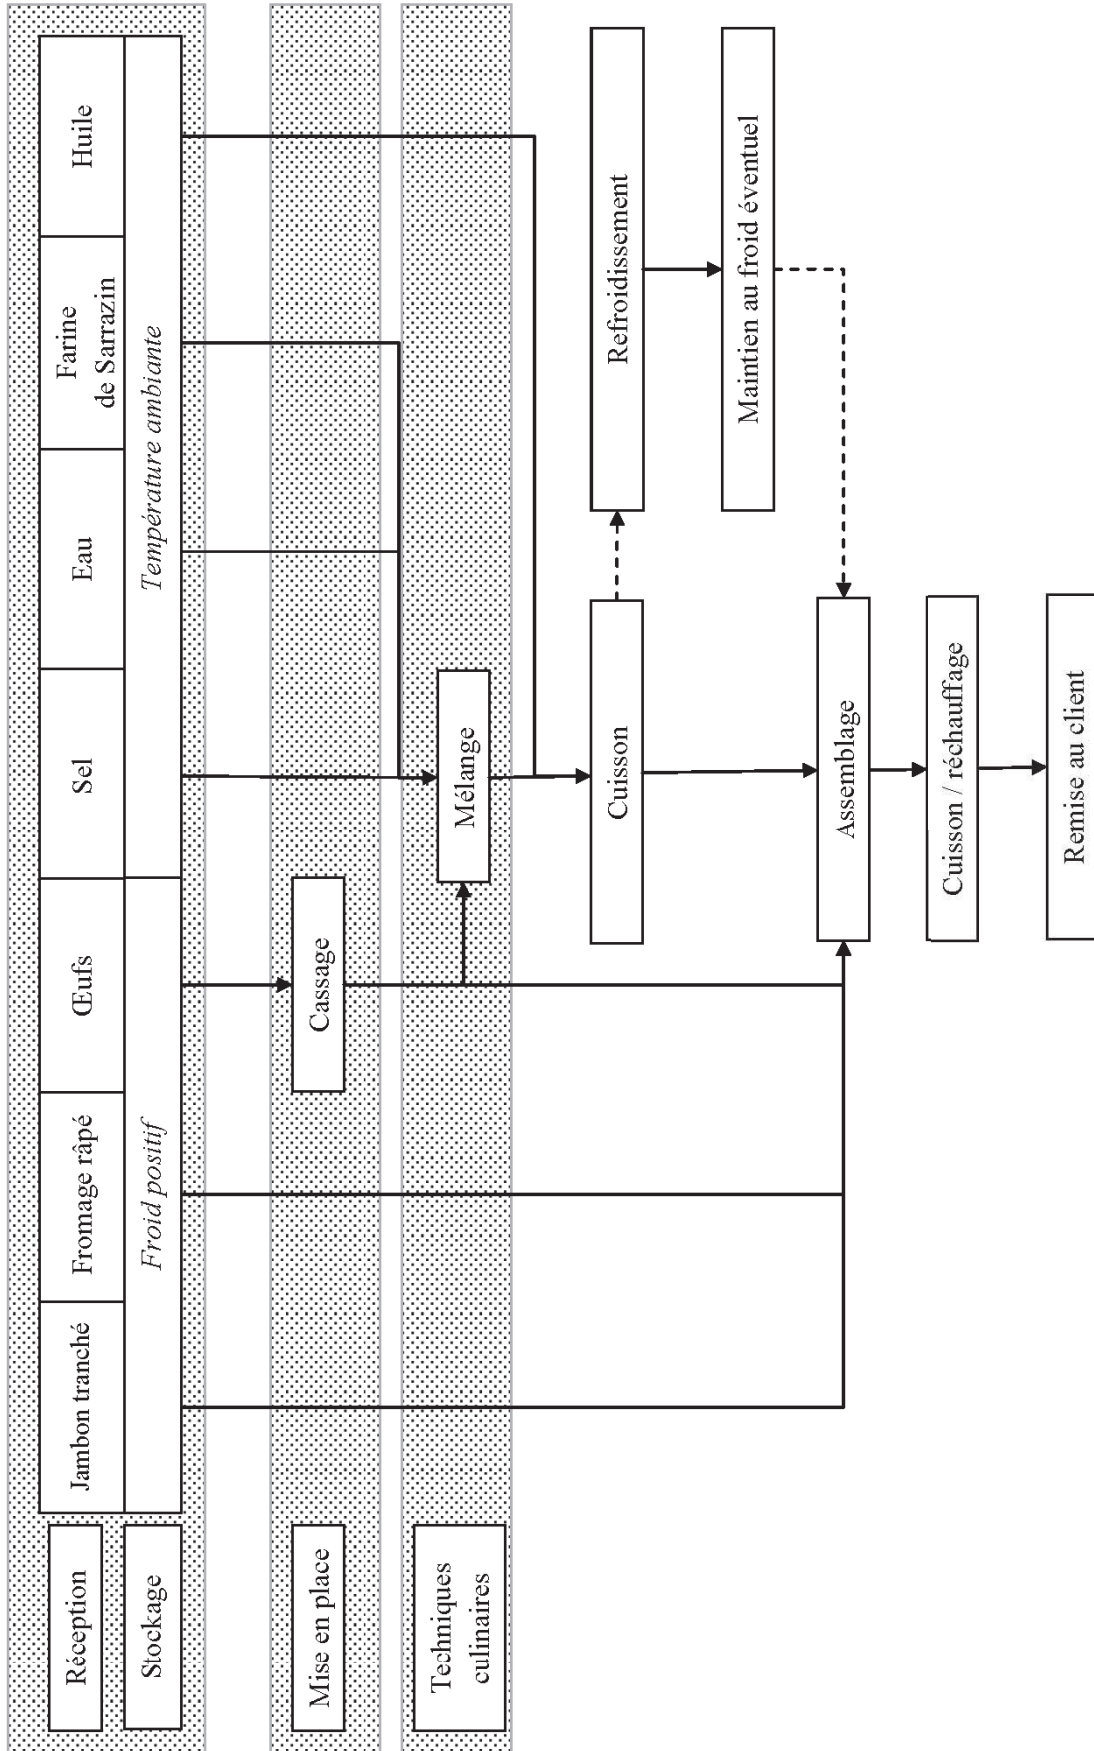 Réception
Jambon tranché
Fromage râpé
Œufs
Sel
Eau
Farine
de Sarrazin
Huile
Stockage
Froid positif
Température ambiante
Mise en place
Cassage
Techniques
culinaires
Mélange
Cuisson
Refroidissement
Maintien au froid éventuel
Assemblage
Cuisson / réchauffage
Remise au client